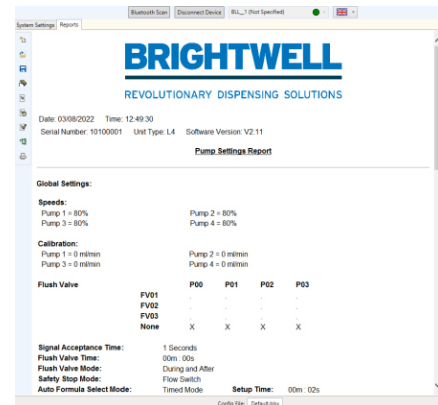 Bluetooth Scan Disconnect Device BLL_1 (Not Specified)
System Settings Reports
BRIGHTWELL
REVOLUTIONARY DISPENSING SOLUTIONS
Date: 03/08/2022 Time: 12:49:30
Serial Number: 10100001 Unit Type: L4 Software Version: V2.11
Pump Settings Report
Global Settings:
Speeds:
Pump 1 = 80% Pump 2 = 80%
Pump 3 = 80% Pump 4 = 80%
Calibration:
Pump 1 = 0 ml/min Pump 2 = 0 ml/min
Pump 3 = 0 ml/min Pump 4 = 0 ml/min
Flush Valve P00 P01 P02 P03
FV01 . . . .
FV02 . . . .
FV03 . . . .
None X X X X
Signal Acceptance Time: 1 Seconds
Flush Valve Time: 00m : 00s
Flush Valve Mode: During and After
Safety Stop Mode: Flow Switch
Auto Formula Select Mode: Timed Mode Setup Time: 00m : 02s
Config File: Default.blu